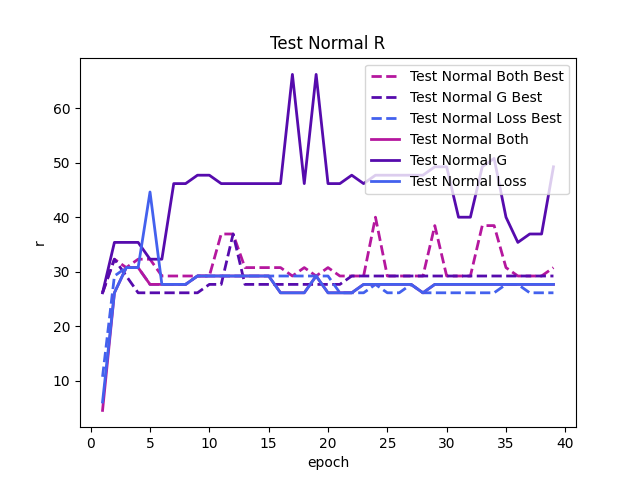 Test Normal R
Test Normal Both Best
Test Normal G Best
Test Normal Loss Best
Test Normal Both
Test Normal G
Test Normal Loss
60
50
40
30
20
10
r
0 5 10 15 20 25 30 35 40
epoch